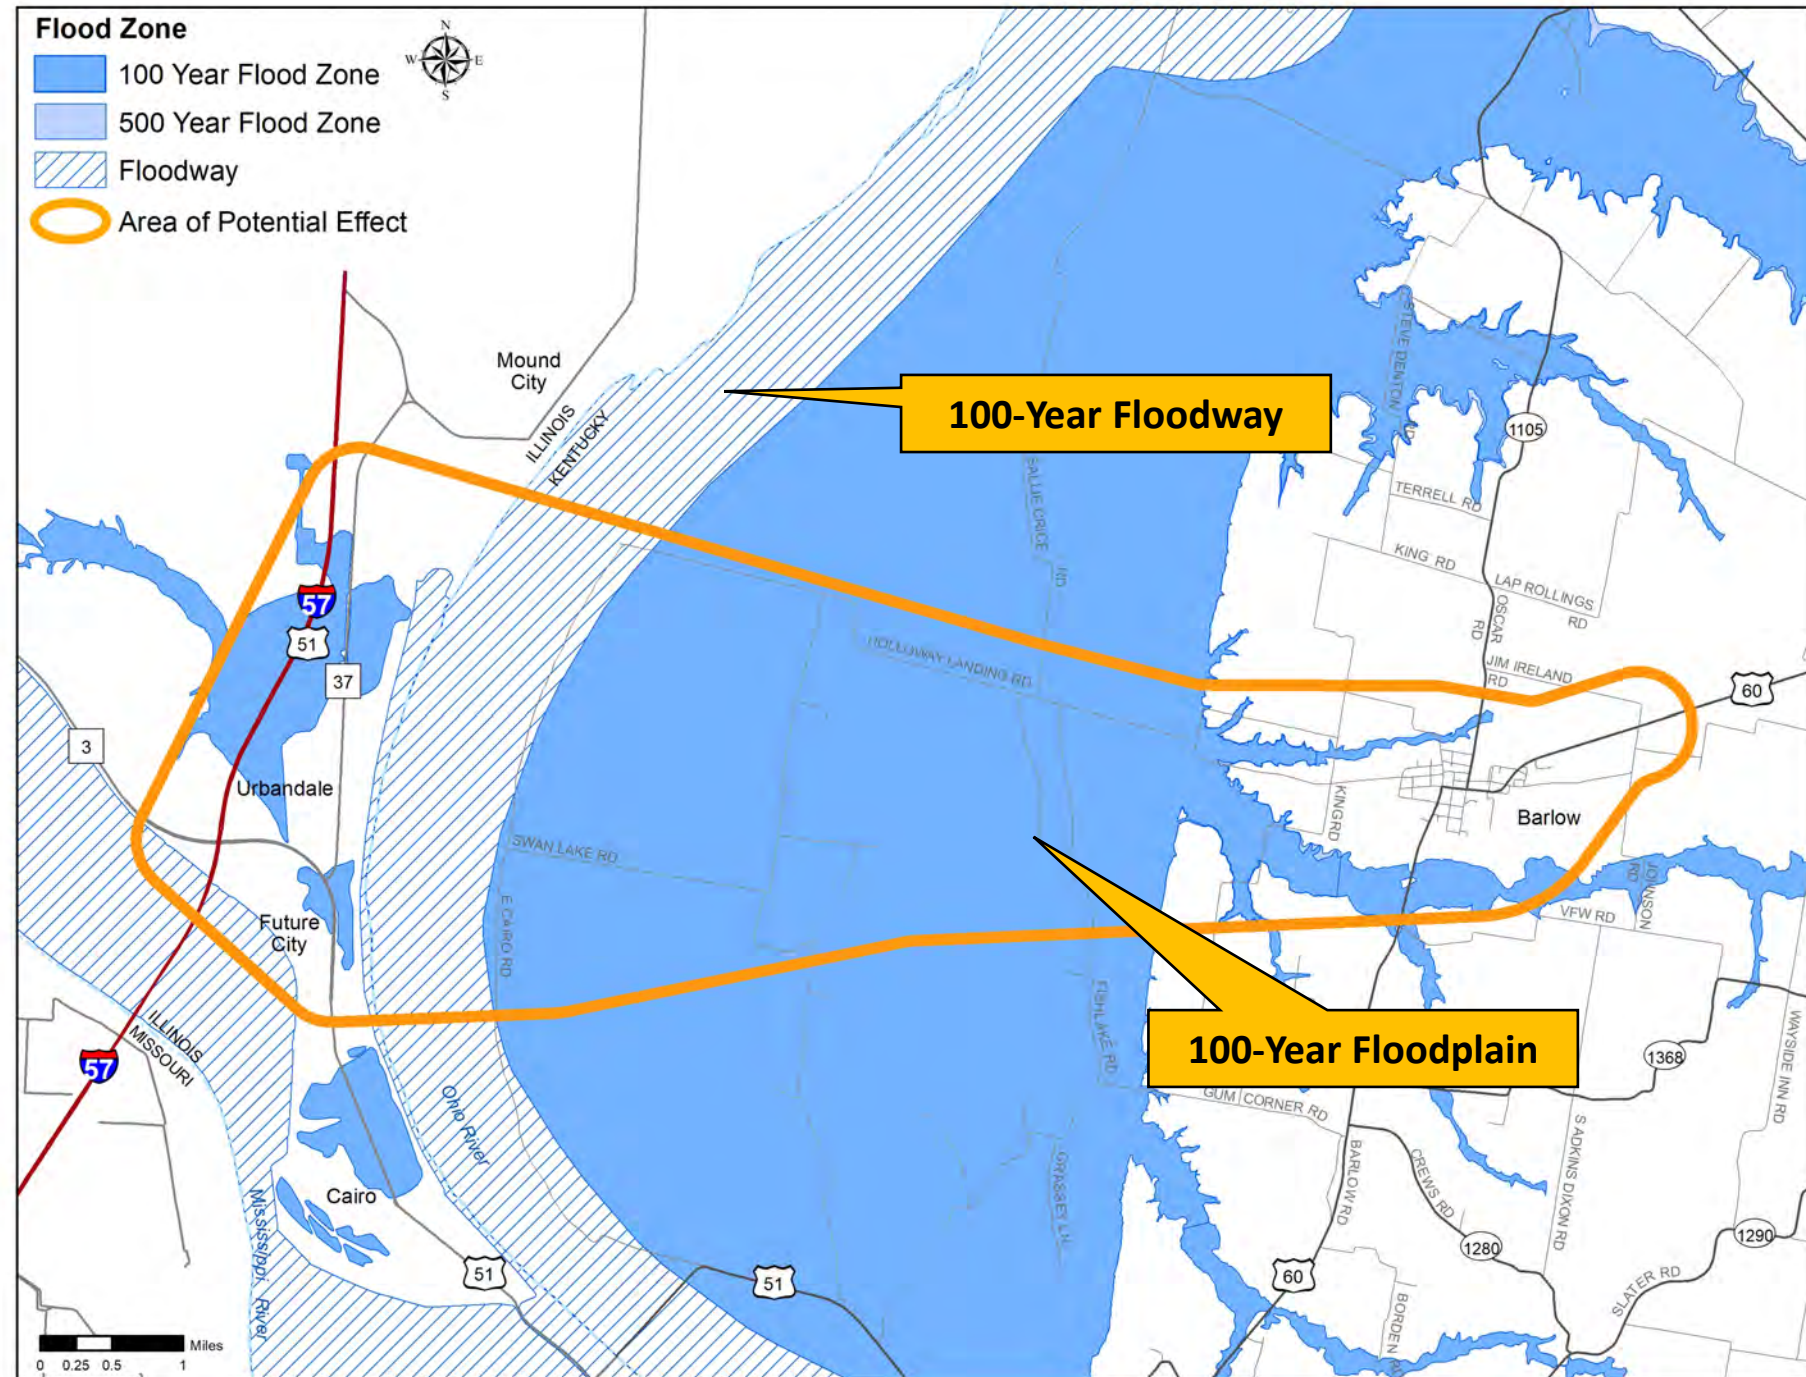 Flood Zone
100 Year Flood Zone
500 Year Flood Zone
Floodway
Area of Potential Effect
N
W
E
S
Mound
City
ILLINOIS
KENTUCKY
100-Year Floodway
STEVE DENTON RD
1105
SALLIE CRICE
RD
TERRELL RD
KING RD
LAP ROLLINGS
RD
OSCAR
RD
57
51
37
HOLLOWAY LANDING RD
JIM IRELAND
RD
60
3
Urbandale
KING RD
Barlow
SWAN LAKE RD
E CAIRO RD
JOHNSON
RD
VFW RD
Future
City
FISHLAKE RD
100-Year Floodplain
ILLINOIS
MISSOURI
57
1368
WAYSIDE INN RD
GUM CORNER RD
Ohio River
S ADKINS DIXON RD
BARLOW RD
CREWS RD
GRASSEY LN
Cairo
Mississippi River
1280
1290
51
51
60
SLATER RD
BORDEN
Miles
0 0.25 0.5 1